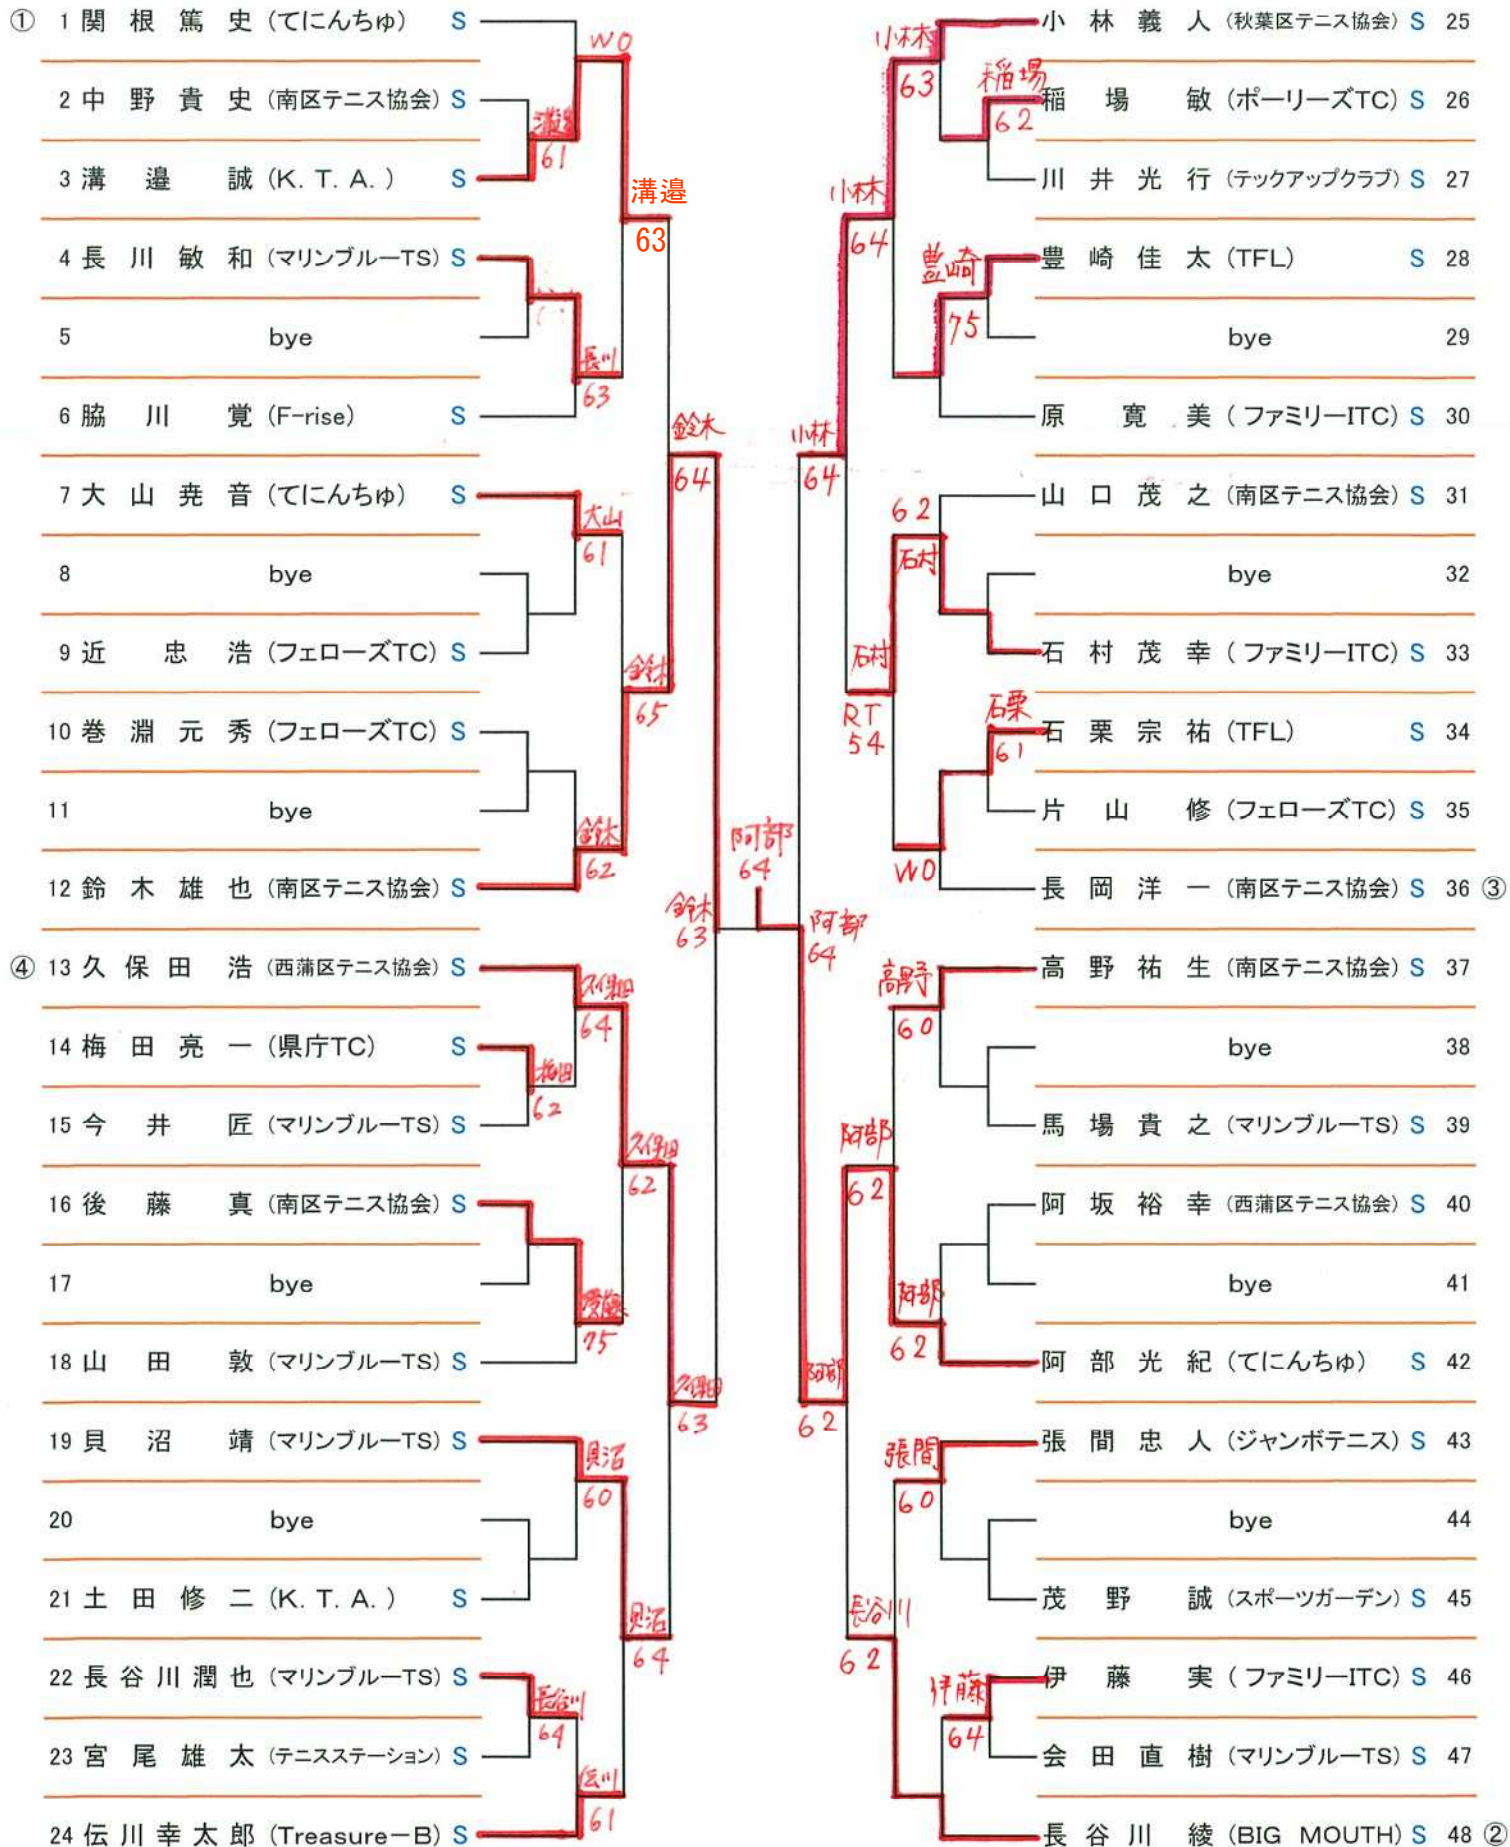 ① 1 関根篤史 (てにんちゅ) S
WO
2 中野貴史 (南区テニス協会) S
溝邉
61
3 溝邉誠 (K. T. A. ) S
溝邉
63
4 長川敏和 (マリンブルーTS) S
5 bye
長川
63
6 脇川覚 (F-rise) S
鈴木
64
7 大山尭音 (てにんちゅ) S
大山
61
8 bye
9 近忠浩 (フェローズTC) S
鈴木
65
10 巻淵元秀 (フェローズTC) S
11 bye
鈴木
62
12 鈴木雄也 (南区テニス協会) S
鈴木
63
阿部
64
④ 13 久保田浩 (西蒲区テニス協会) S
久保田
64
14 梅田亮一 (県庁TC) S
梅田
62
15 今井匠 (マリンブルーTS) S
久保田
62
16 後藤真 (南区テニス協会) S
17 bye
後藤
75
18 山田敦 (マリンブルーTS) S
久保田
63
19 貝沼靖 (マリンブルーTS) S
貝沼
60
20 bye
21 土田修二 (K. T. A. ) S
貝沼
64
22 長谷川潤也 (マリンブルーTS) S
長谷川
64
23 宮尾雄太 (テニスステーション) S
伝川
61
24 伝川幸太郎 (Treasure-B) S
小林義人 (秋葉区テニス協会) S 25
小林
63
稲場
62
稲場敏 (ポーリーズTC) S 26
川井光行 (テックアップクラブ) S 27
小林
64
豊崎佳太 (TFL) S 28
豊崎
75
bye 29
原寛美 ( ファミリーITC) S 30
小林
64
山口茂之 (南区テニス協会) S 31
62
石村
bye 32
石村茂幸 ( ファミリーITC) S 33
石村
RT
54
石栗
61
石栗宗祐 (TFL) S 34
片山修 (フェローズTC) S 35
WO
長岡洋一 (南区テニス協会) S 36 ③
阿部
64
高野祐生 (南区テニス協会) S 37
高野
60
bye 38
馬場貴之 (マリンブルーTS) S 39
阿部
62
阿坂裕幸 (西蒲区テニス協会) S 40
bye 41
阿部
62
阿部光紀 (てにんちゅ) S 42
阿部
62
張間忠人 (ジャンボテニス) S 43
張間
60
bye 44
茂野誠 (スポーツガーデン) S 45
長谷川
62
伊藤実 ( ファミリーITC) S 46
伊藤
64
会田直樹 (マリンブルーTS) S 47
長谷川綾 (BIG MOUTH) S 48 ②